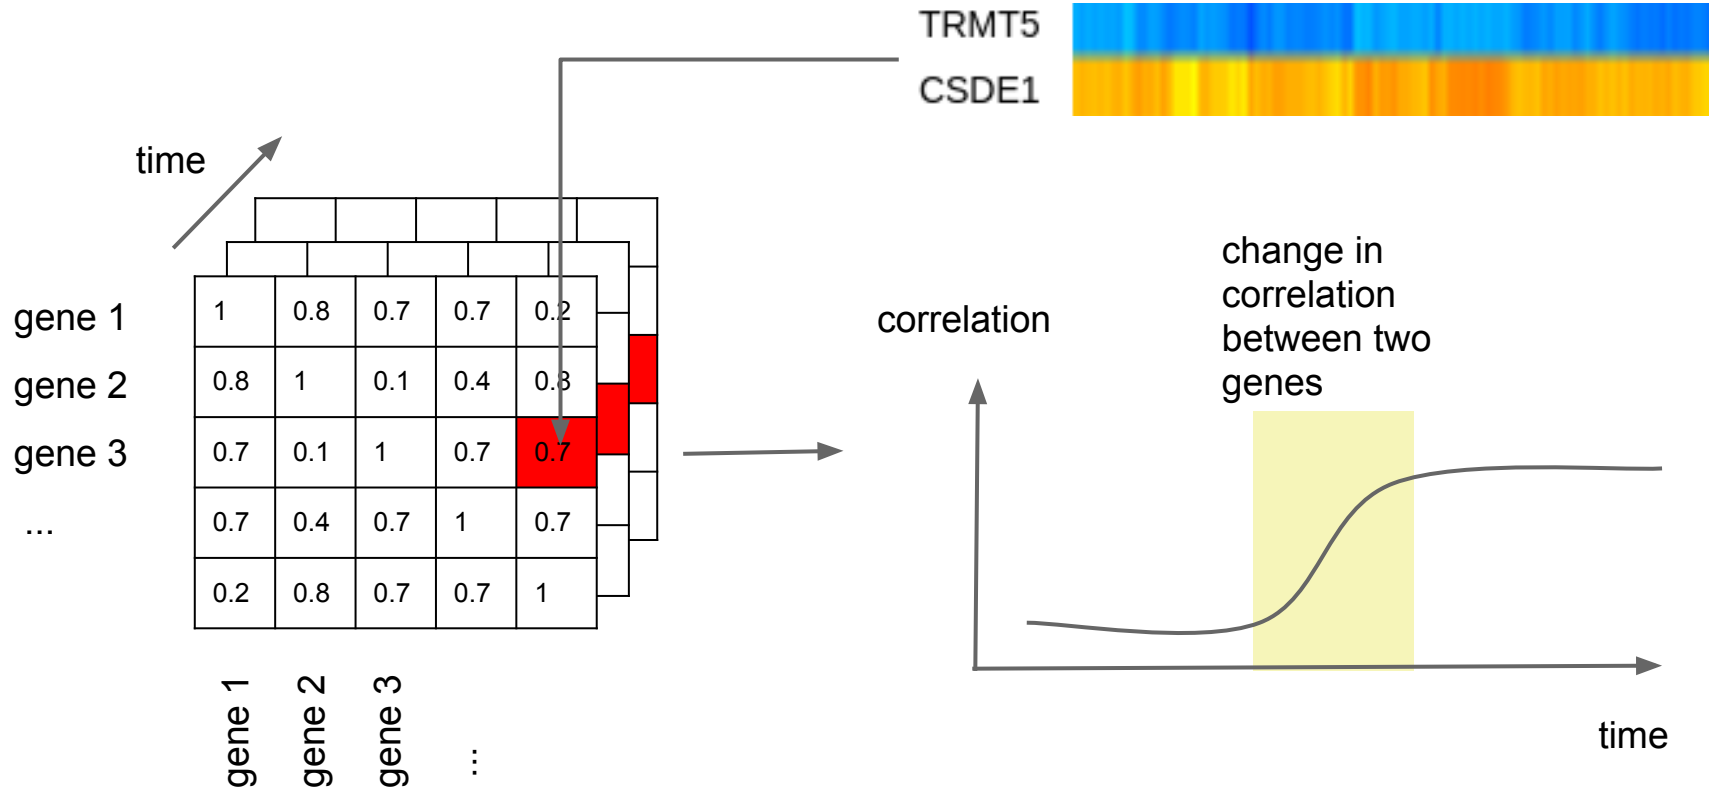 TRMT5
CSDE1
time
gene 1
gene 2
gene 3
...
1 0.8 0.7 0.7 0.2
0.8 1 0.1 0.4 0.8
0.7 0.1 1 0.7 0.7
0.7 0.4 0.7 1 0.7
0.2 0.8 0.7 0.7 1
gene 1
gene 2
gene 3
...
correlation
change in
correlation
between two
genes
time